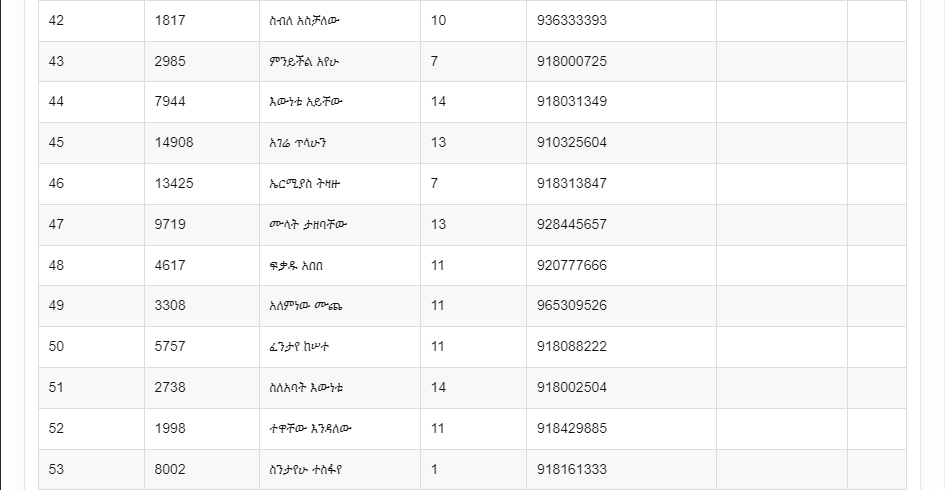 42 1817 ስብለ አስቻለው 10 936333393
43 2985 ምንይችል አየሁ 7 918000725
44 7944 እውነቱ አይቸው 14 918031349
45 14908 አገሬ ጥላሁን 13 910325604
46 13425 ኤርሚያስ ትዛዙ 7 918313847
47 9719 ሙላት ታዘባቸው 13 928445657
48 4617 ፍቃዱ አበበ 11 920777666
49 3308 አለምነው ሙጨ 11 965309526
50 5757 ፈንታየ ከሠተ 11 918088222
51 2738 ስለአባት እውነቱ 14 918002504
52 1998 ተዋቸው እንዳለው 11 918429885
53 8002 ስንታየሁ ተስፋየ 1 918161333